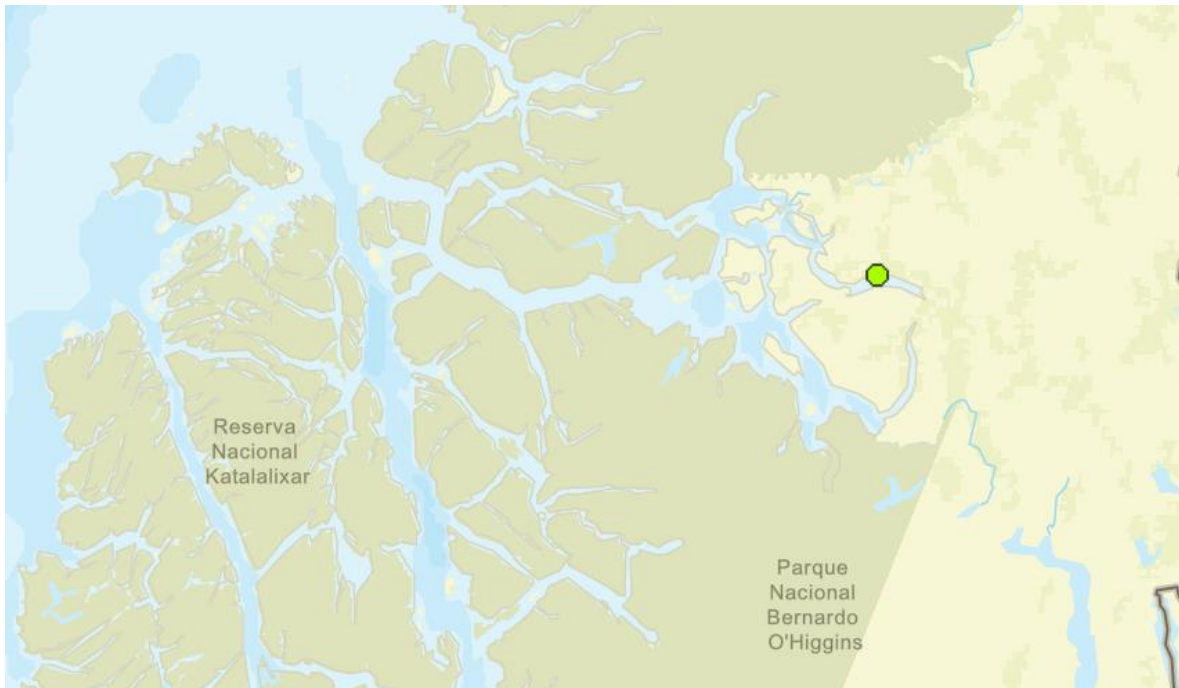 Reserva
Nacional
Katalalixar
Parque
Nacional
Bernardo
O'Higgins